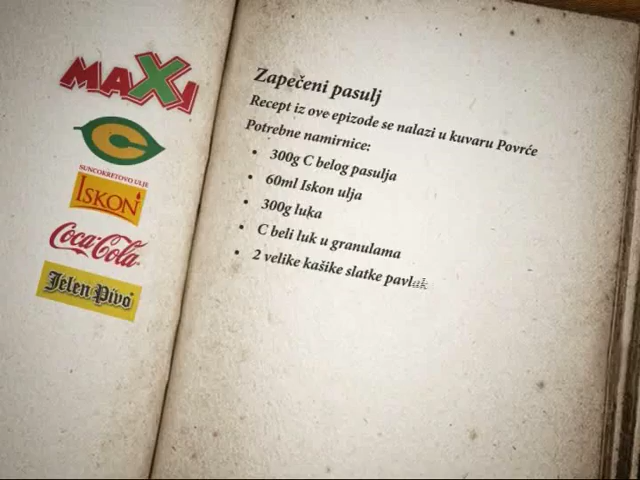 MAXI
C
SUNCOKRETOVO ULJE
ISKON
Coca-Cola
Jelen Pivo
Zapečeni pasulj
Recept iz ove epizode se nalazi u kuvaru Povrće
Potrebne namirnice:
• 300g C belog pasulja
• 60ml Iskon ulja
• 300g luka
• C beli luk u granulama
• 2 velike kašike slatke pavlak